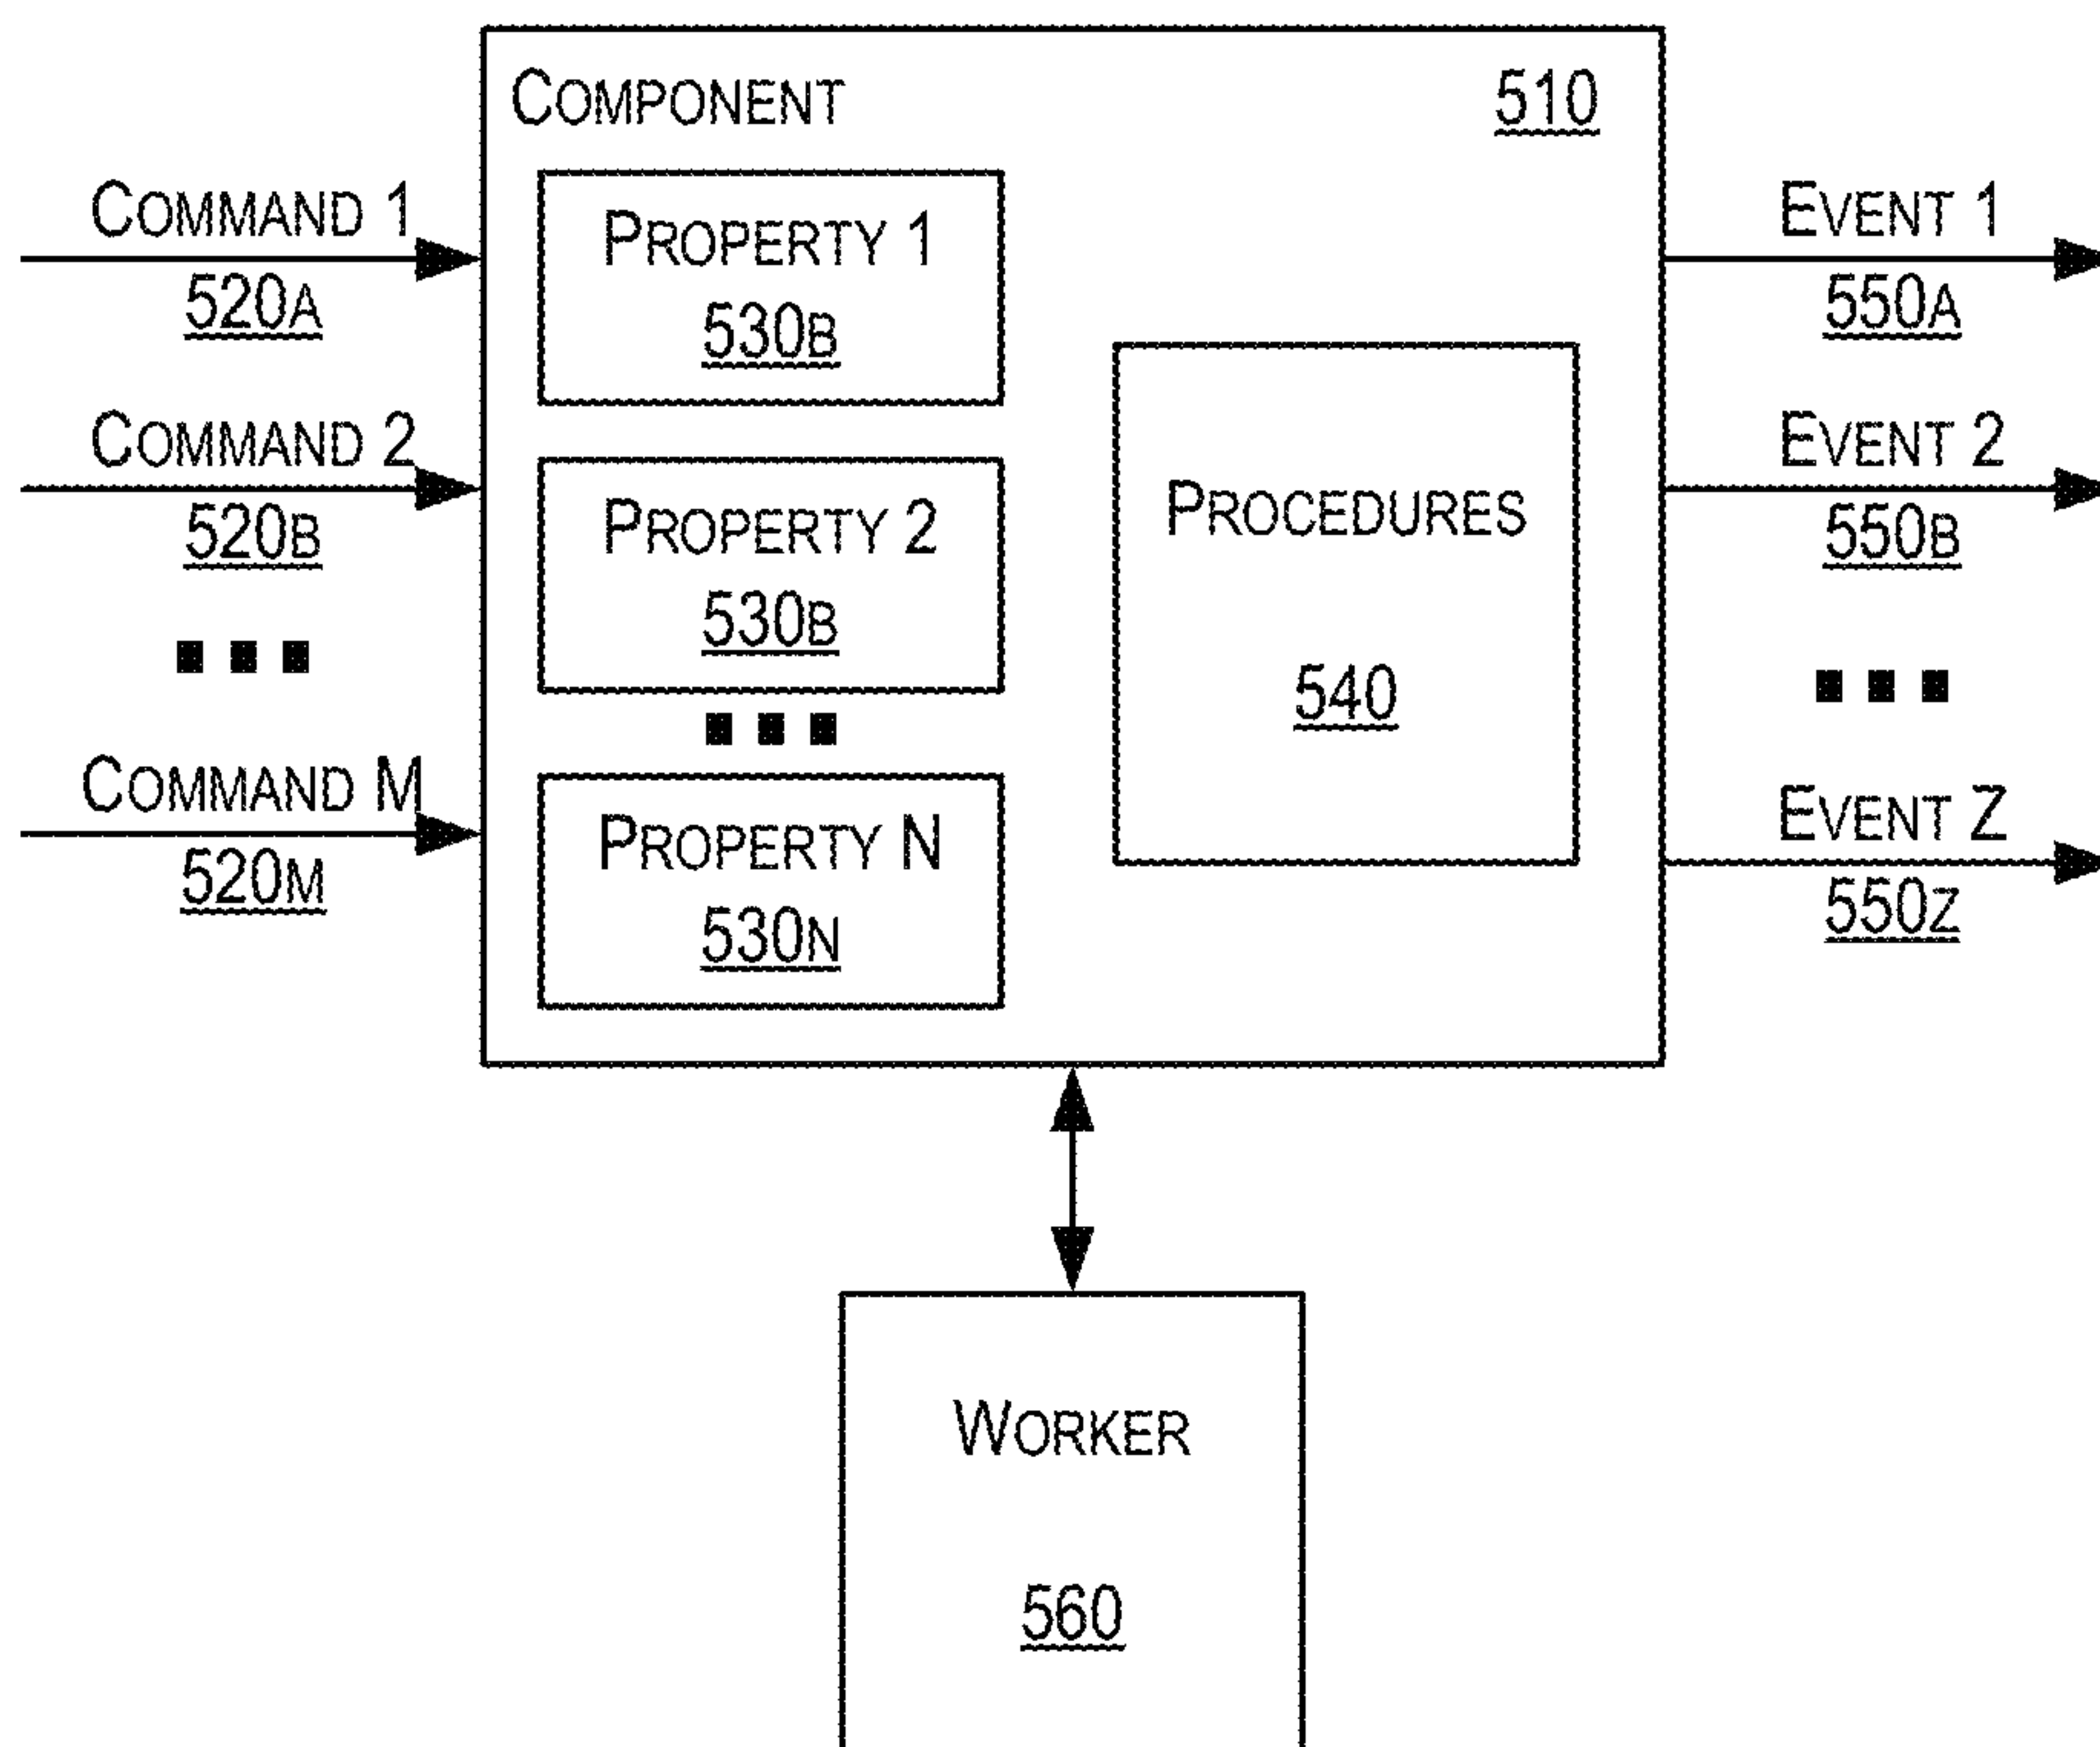 COMPONENT 510
COMMAND 1
520A
COMMAND 2
520B
COMMAND M
520M
PROPERTY 1
530B
PROPERTY 2
530B
PROPERTY N
530N
PROCEDURES
540
EVENT 1
550A
EVENT 2
550B
EVENT Z
550Z
WORKER
560